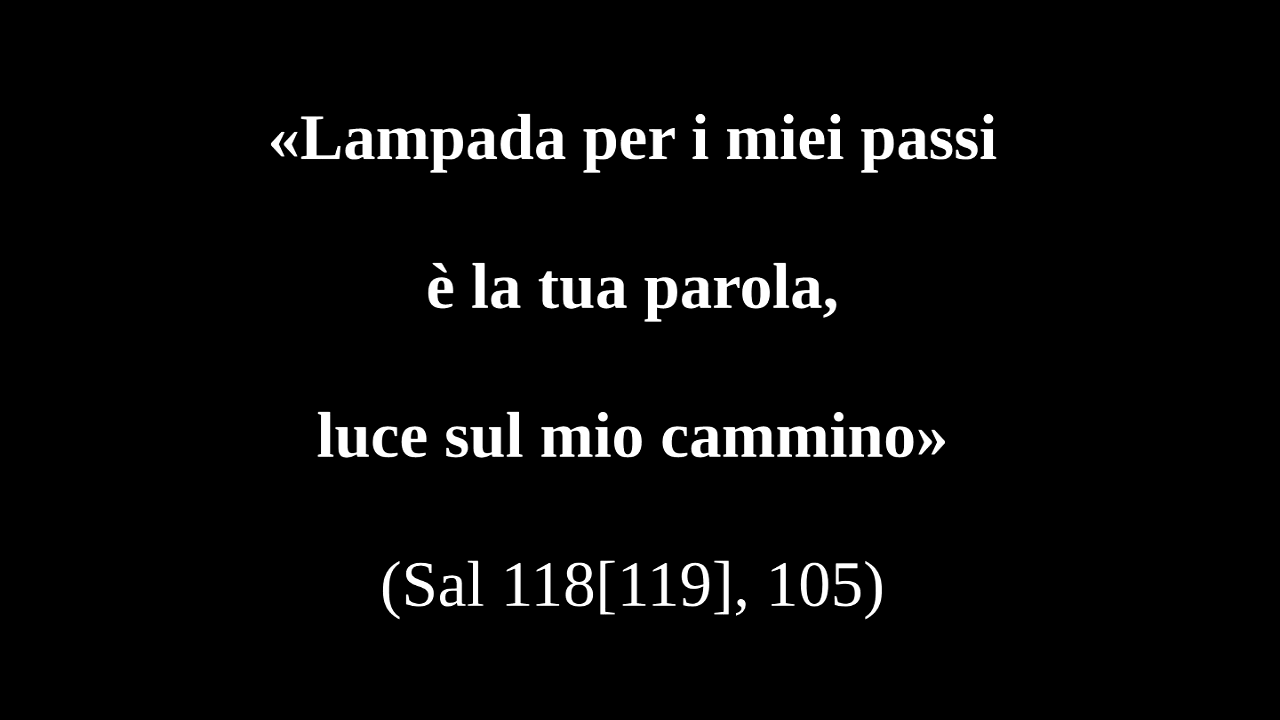 «Lampada per i miei passi
è la tua parola,
luce sul mio cammino»
(Sal 118[119], 105)